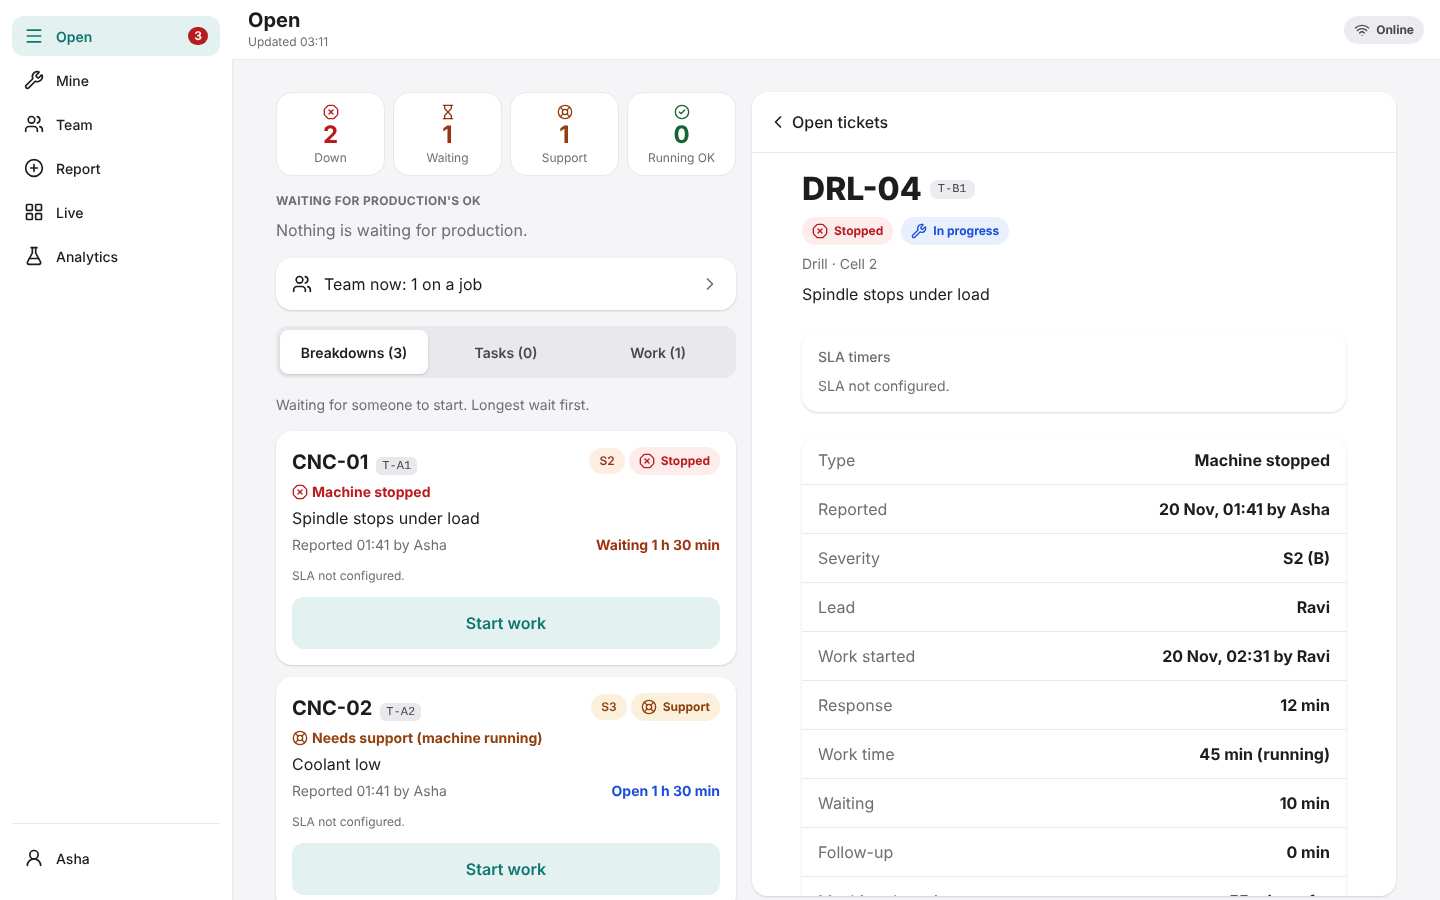 Open
3
Mine
Team
Report
Live
Analytics
Asha
Open
Updated 03:11
Online
2
Down
1
Waiting
1
Support
0
Running OK
WAITING FOR PRODUCTION'S OK
Nothing is waiting for production.
Team now: 1 on a job
Breakdowns (3)
Tasks (0)
Work (1)
Waiting for someone to start. Longest wait first.
CNC-01 T-A1 S2 Stopped
Machine stopped
Spindle stops under load
Reported 01:41 by Asha Waiting 1 h 30 min
SLA not configured.
Start work
CNC-02 T-A2 S3 Support
Needs support (machine running)
Coolant low
Reported 01:41 by Asha Open 1 h 30 min
SLA not configured.
Start work
Open tickets
DRL-04 T-B1
Stopped In progress
Drill · Cell 2
Spindle stops under load
SLA timers
SLA not configured.
Type Machine stopped
Reported 20 Nov, 01:41 by Asha
Severity S2 (B)
Lead Ravi
Work started 20 Nov, 02:31 by Ravi
Response 12 min
Work time 45 min (running)
Waiting 10 min
Follow-up 0 min